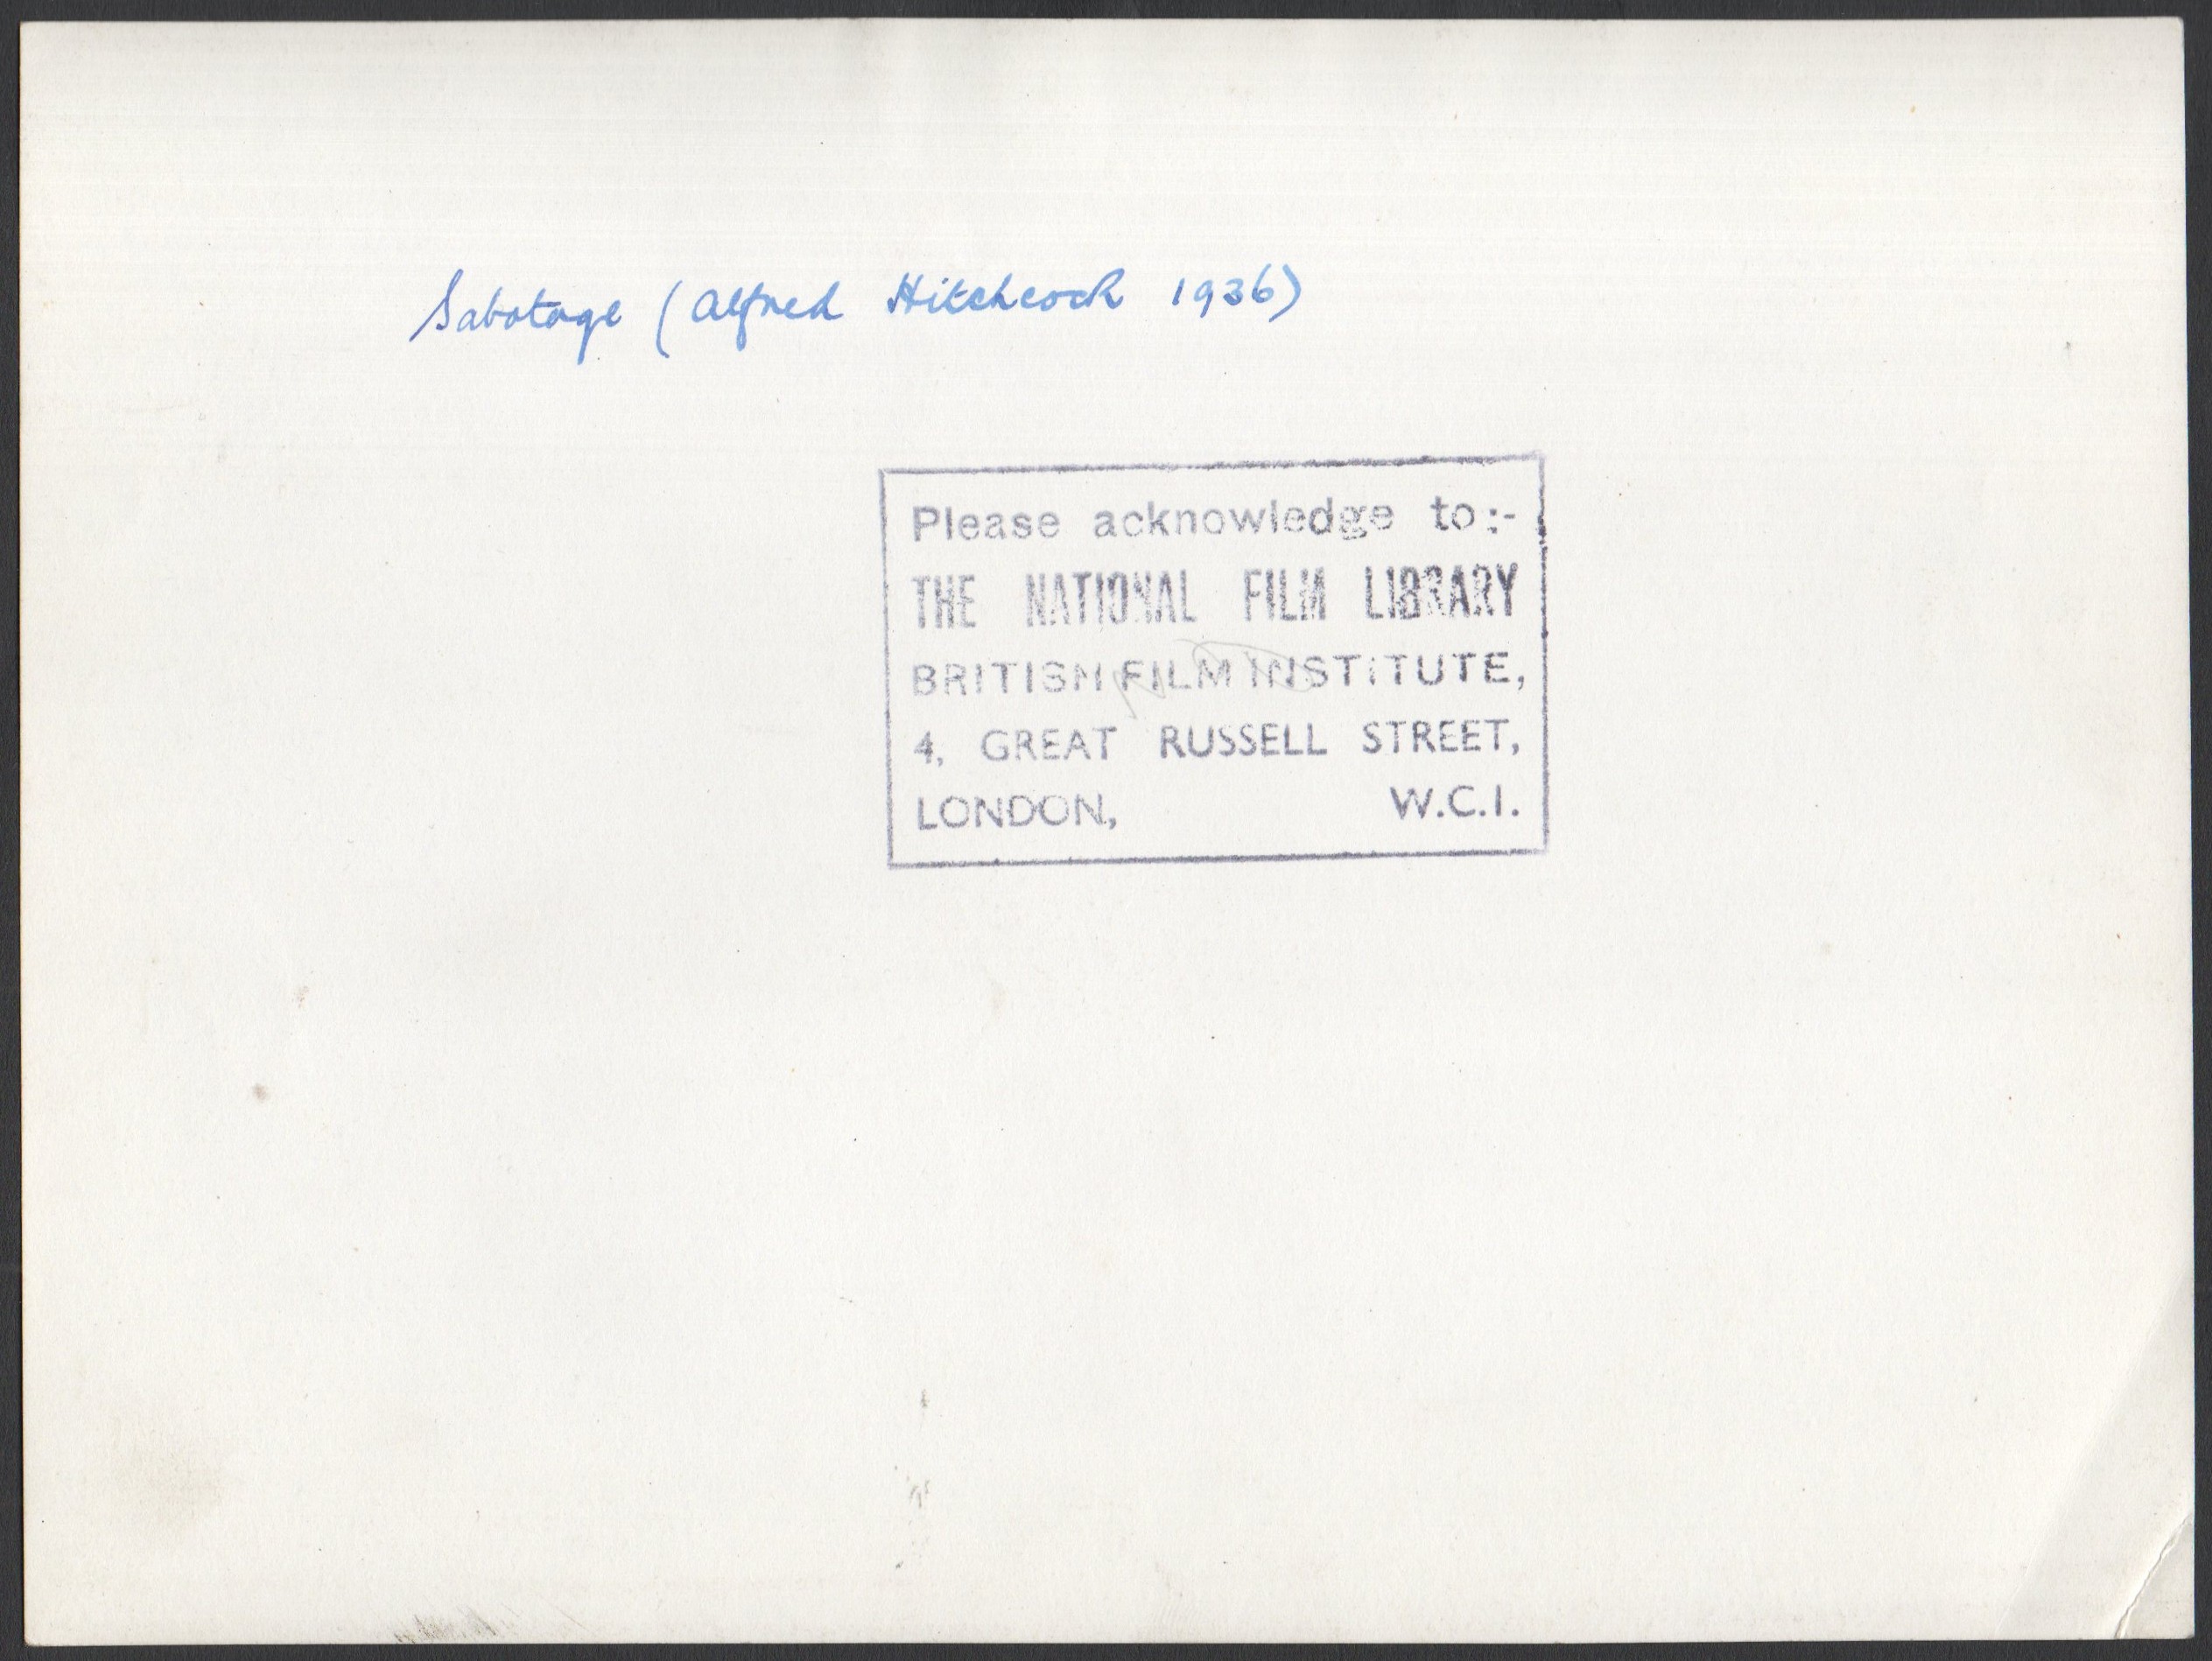 Sabotage (Alfred Hitchcock 1936)
Please acknowledge to:-
THE NATIONAL FILM LIBRARY
BRITISH FILM INSTITUTE,
4, GREAT RUSSELL STREET,
LONDON, W.C.1.